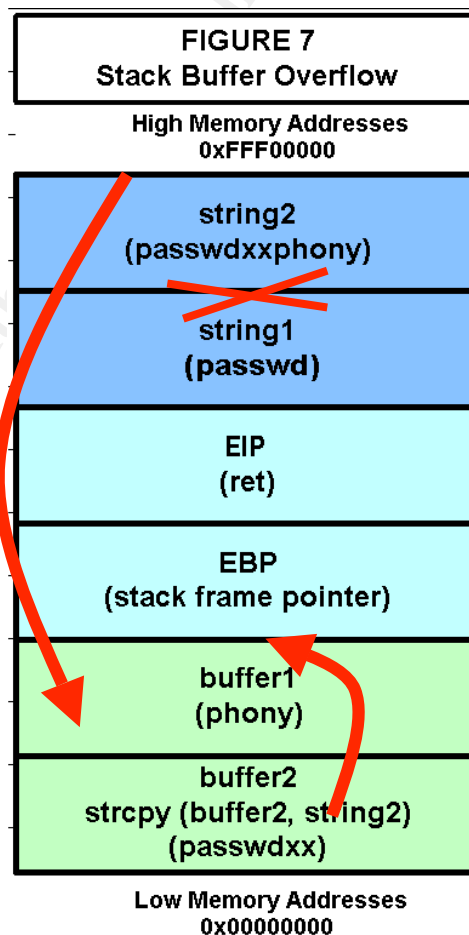 FIGURE 7
Stack Buffer Overflow
High Memory Addresses
0xFFF00000
string2
(passwdxxphony)
string1
(passwd)
EIP
(ret)
EBP
(stack frame pointer)
buffer1
(phony)
buffer2
strcpy (buffer2, string2)
(passwdxx)
Low Memory Addresses
0x00000000